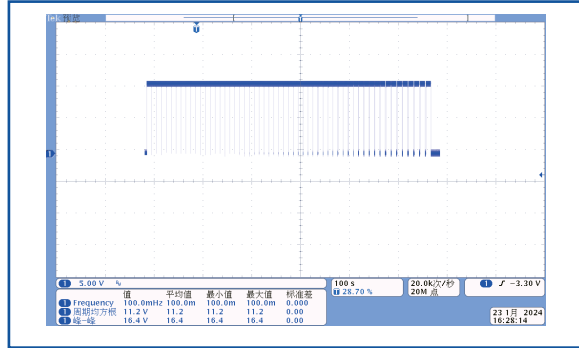 预览
T
1
1 5.00 V
100 s
T 28.70 %
20.0k次/秒
20M 点
1 -3.30 V
值 平均值 最小值 最大值 标准差
1 Frequency 100.0mHz 100.0m 100.0m 100.0m 0.000
1 周期均方根 11.2 V 11.2 11.2 11.2 0.00
1 峰-峰 16.4 V 16.4 16.4 16.4 0.00
23 1月 2024
16:28:14